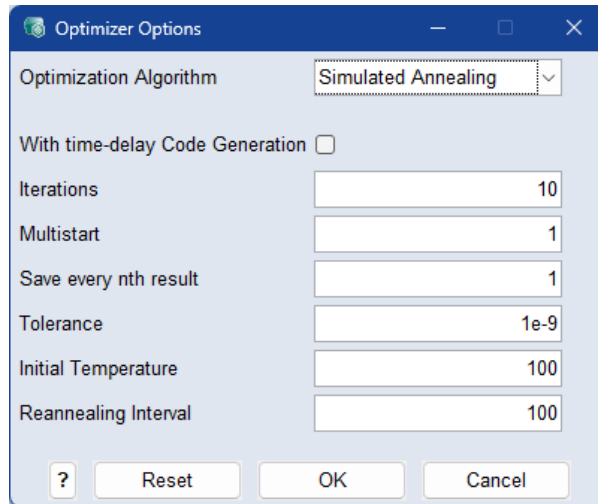 Optimizer Options
Optimization Algorithm Simulated Annealing
With time-delay Code Generation
Iterations 10
Multistart 1
Save every nth result 1
Tolerance 1e-9
Initial Temperature 100
Reannealing Interval 100
? Reset OK Cancel